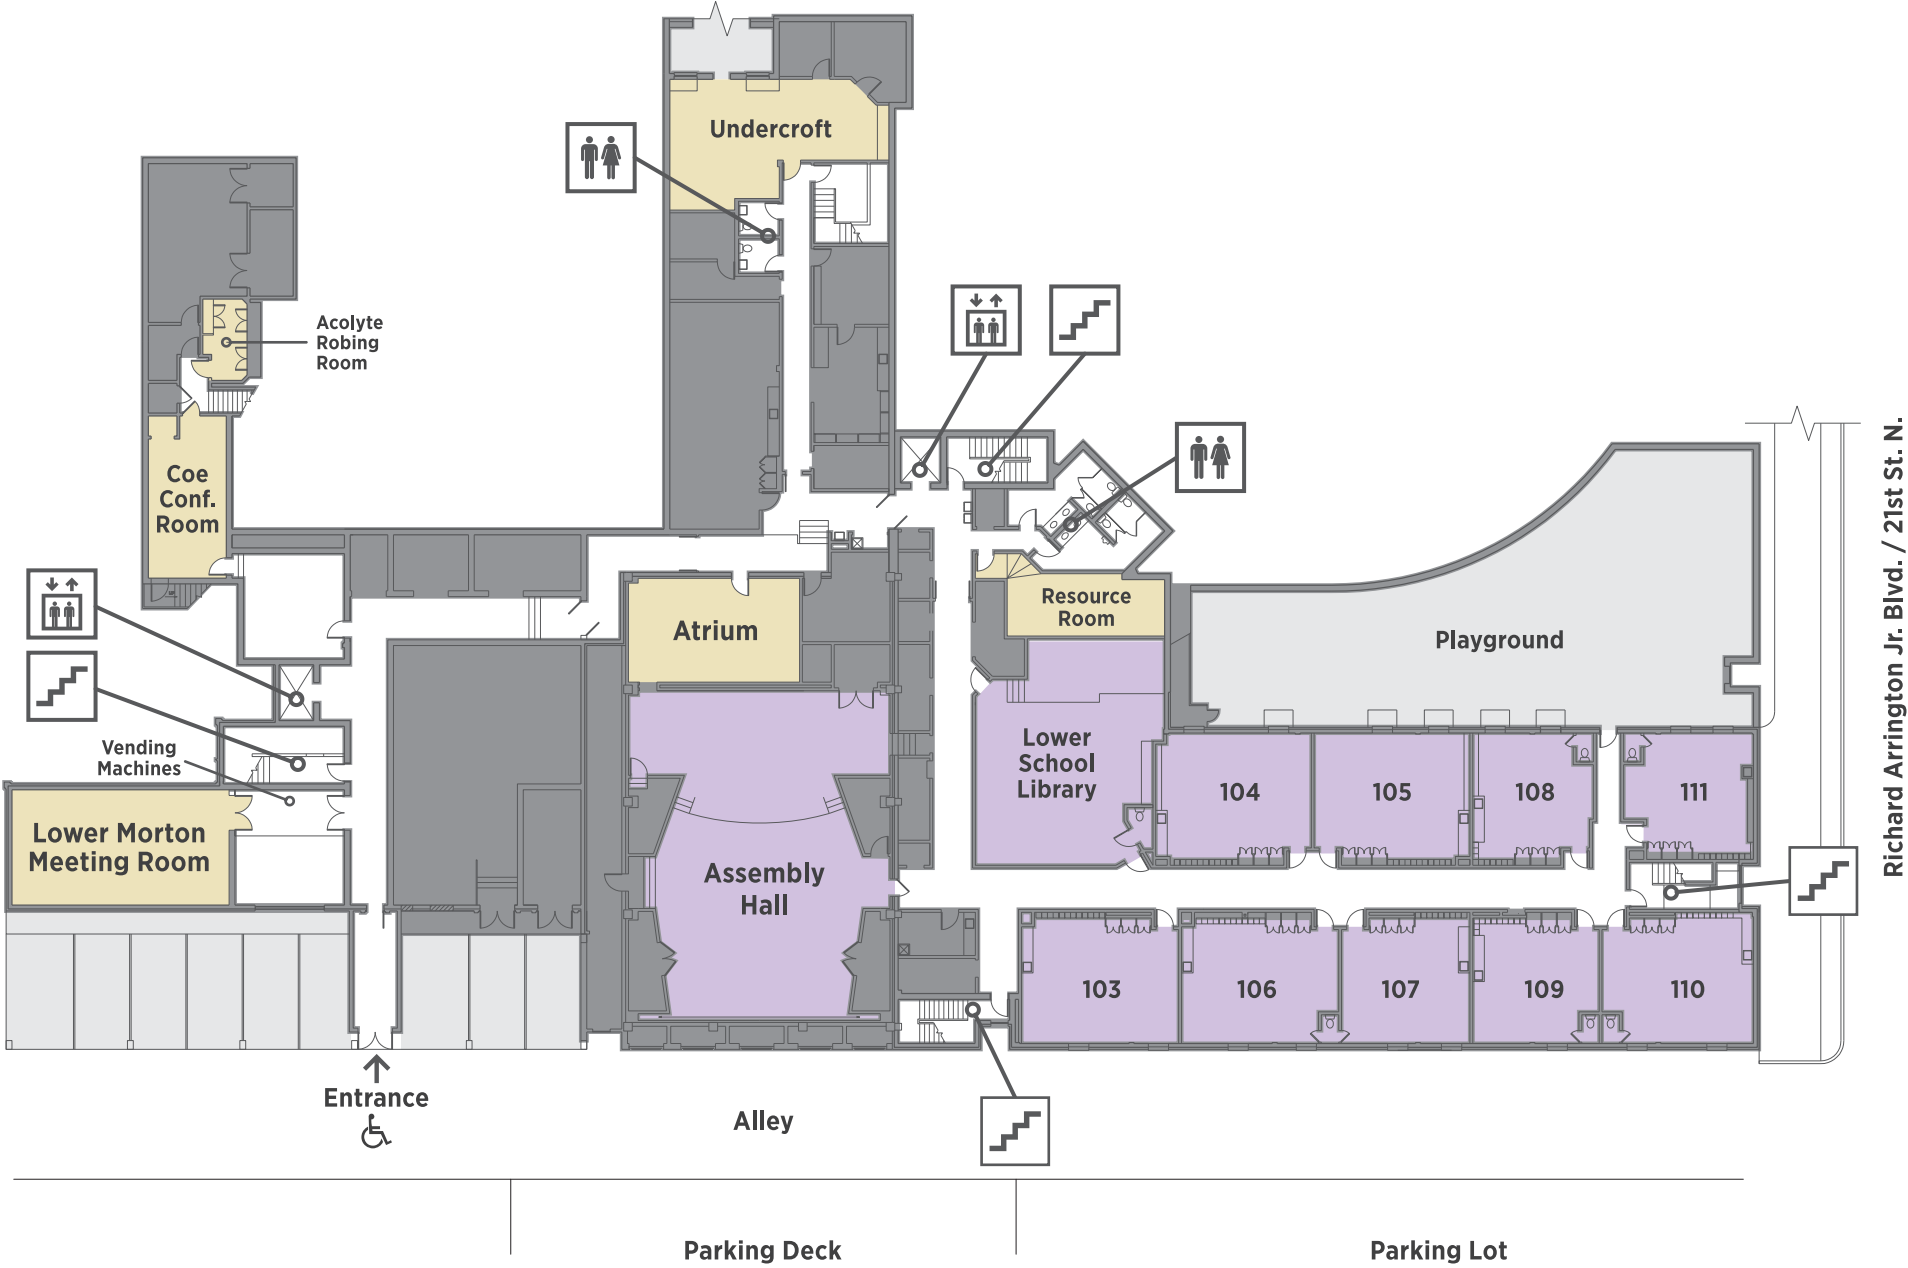 Undercroft
Acolyte
Robing
Room
Coe
Conf.
Room
Resource
Room
Atrium
Playground
Richard Arrington Jr. Blvd. / 21st St. N.
Vending
Machines
Lower
School
Library
104
105
108
111
Lower Morton
Meeting Room
Assembly
Hall
103
106
107
109
110
Entrance
Alley
Parking Deck
Parking Lot